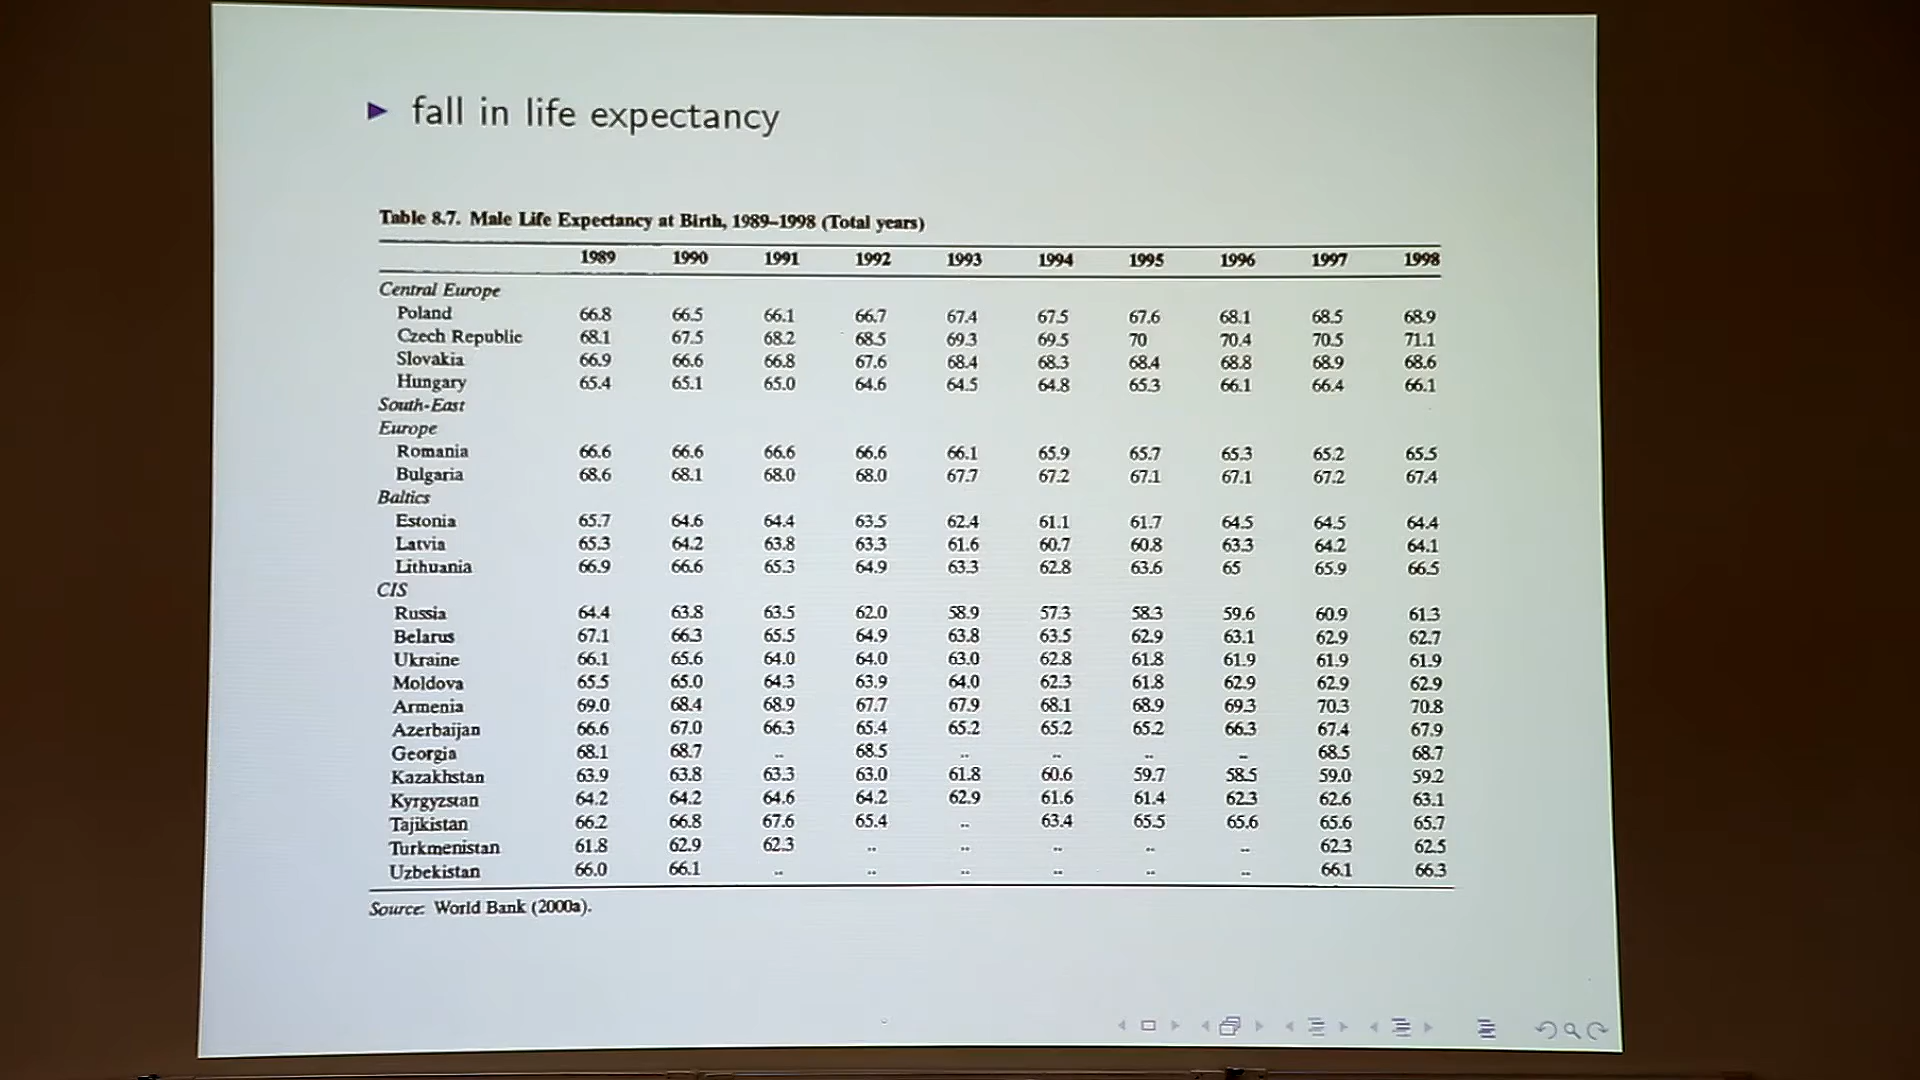 fall in life expectancy
Table 8.7. Male Life Expectancy at Birth, 1989–1998 (Total years)
1989 1990 1991 1992 1993 1994 1995 1996 1997 1998
Central Europe
Poland 66.8 66.5 66.1 66.7 67.4 67.5 67.6 68.1 68.5 68.9
Czech Republic 68.1 67.5 68.2 68.5 69.3 69.5 70 70.4 70.5 71.1
Slovakia 66.9 66.6 66.8 67.6 68.4 68.3 68.4 68.8 68.9 68.6
Hungary 65.4 65.1 65.0 64.6 64.5 64.8 65.3 66.1 66.4 66.1
South-East
Europe
Romania 66.6 66.6 66.6 66.6 66.1 65.9 65.7 65.3 65.2 65.5
Bulgaria 68.6 68.1 68.0 68.0 67.7 67.2 67.1 67.1 67.2 67.4
Baltics
Estonia 65.7 64.6 64.4 63.5 62.4 61.1 61.7 64.5 64.5 64.4
Latvia 65.3 64.2 63.8 63.3 61.6 60.7 60.8 63.3 64.2 64.1
Lithuania 66.9 66.6 65.3 64.9 63.3 62.8 63.6 65 65.9 66.5
CIS
Russia 64.4 63.8 63.5 62.0 58.9 57.3 58.3 59.6 60.9 61.3
Belarus 67.1 66.3 65.5 64.9 63.8 63.5 62.9 63.1 62.9 62.7
Ukraine 66.1 65.6 64.0 64.0 63.0 62.8 61.8 61.9 61.9 61.9
Moldova 65.5 65.0 64.3 63.9 64.0 62.3 61.8 62.9 62.9 62.9
Armenia 69.0 68.4 68.9 67.7 67.9 68.1 68.9 69.3 70.3 70.8
Azerbaijan 66.6 67.0 66.3 65.4 65.2 65.2 65.2 66.3 67.4 67.9
Georgia 68.1 68.7 .. 68.5 .. .. .. .. 68.5 68.7
Kazakhstan 63.9 63.8 63.3 63.0 61.8 60.6 59.7 58.5 59.0 59.2
Kyrgyzstan 64.2 64.2 64.6 64.2 62.9 61.6 61.4 62.3 62.6 63.1
Tajikistan 66.2 66.8 67.6 65.4 .. 63.4 65.5 65.6 65.6 65.7
Turkmenistan 61.8 62.9 62.3 .. .. .. .. .. 62.3 62.5
Uzbekistan 66.0 66.1 .. .. .. .. .. .. 66.1 66.3
Source: World Bank (2000a).